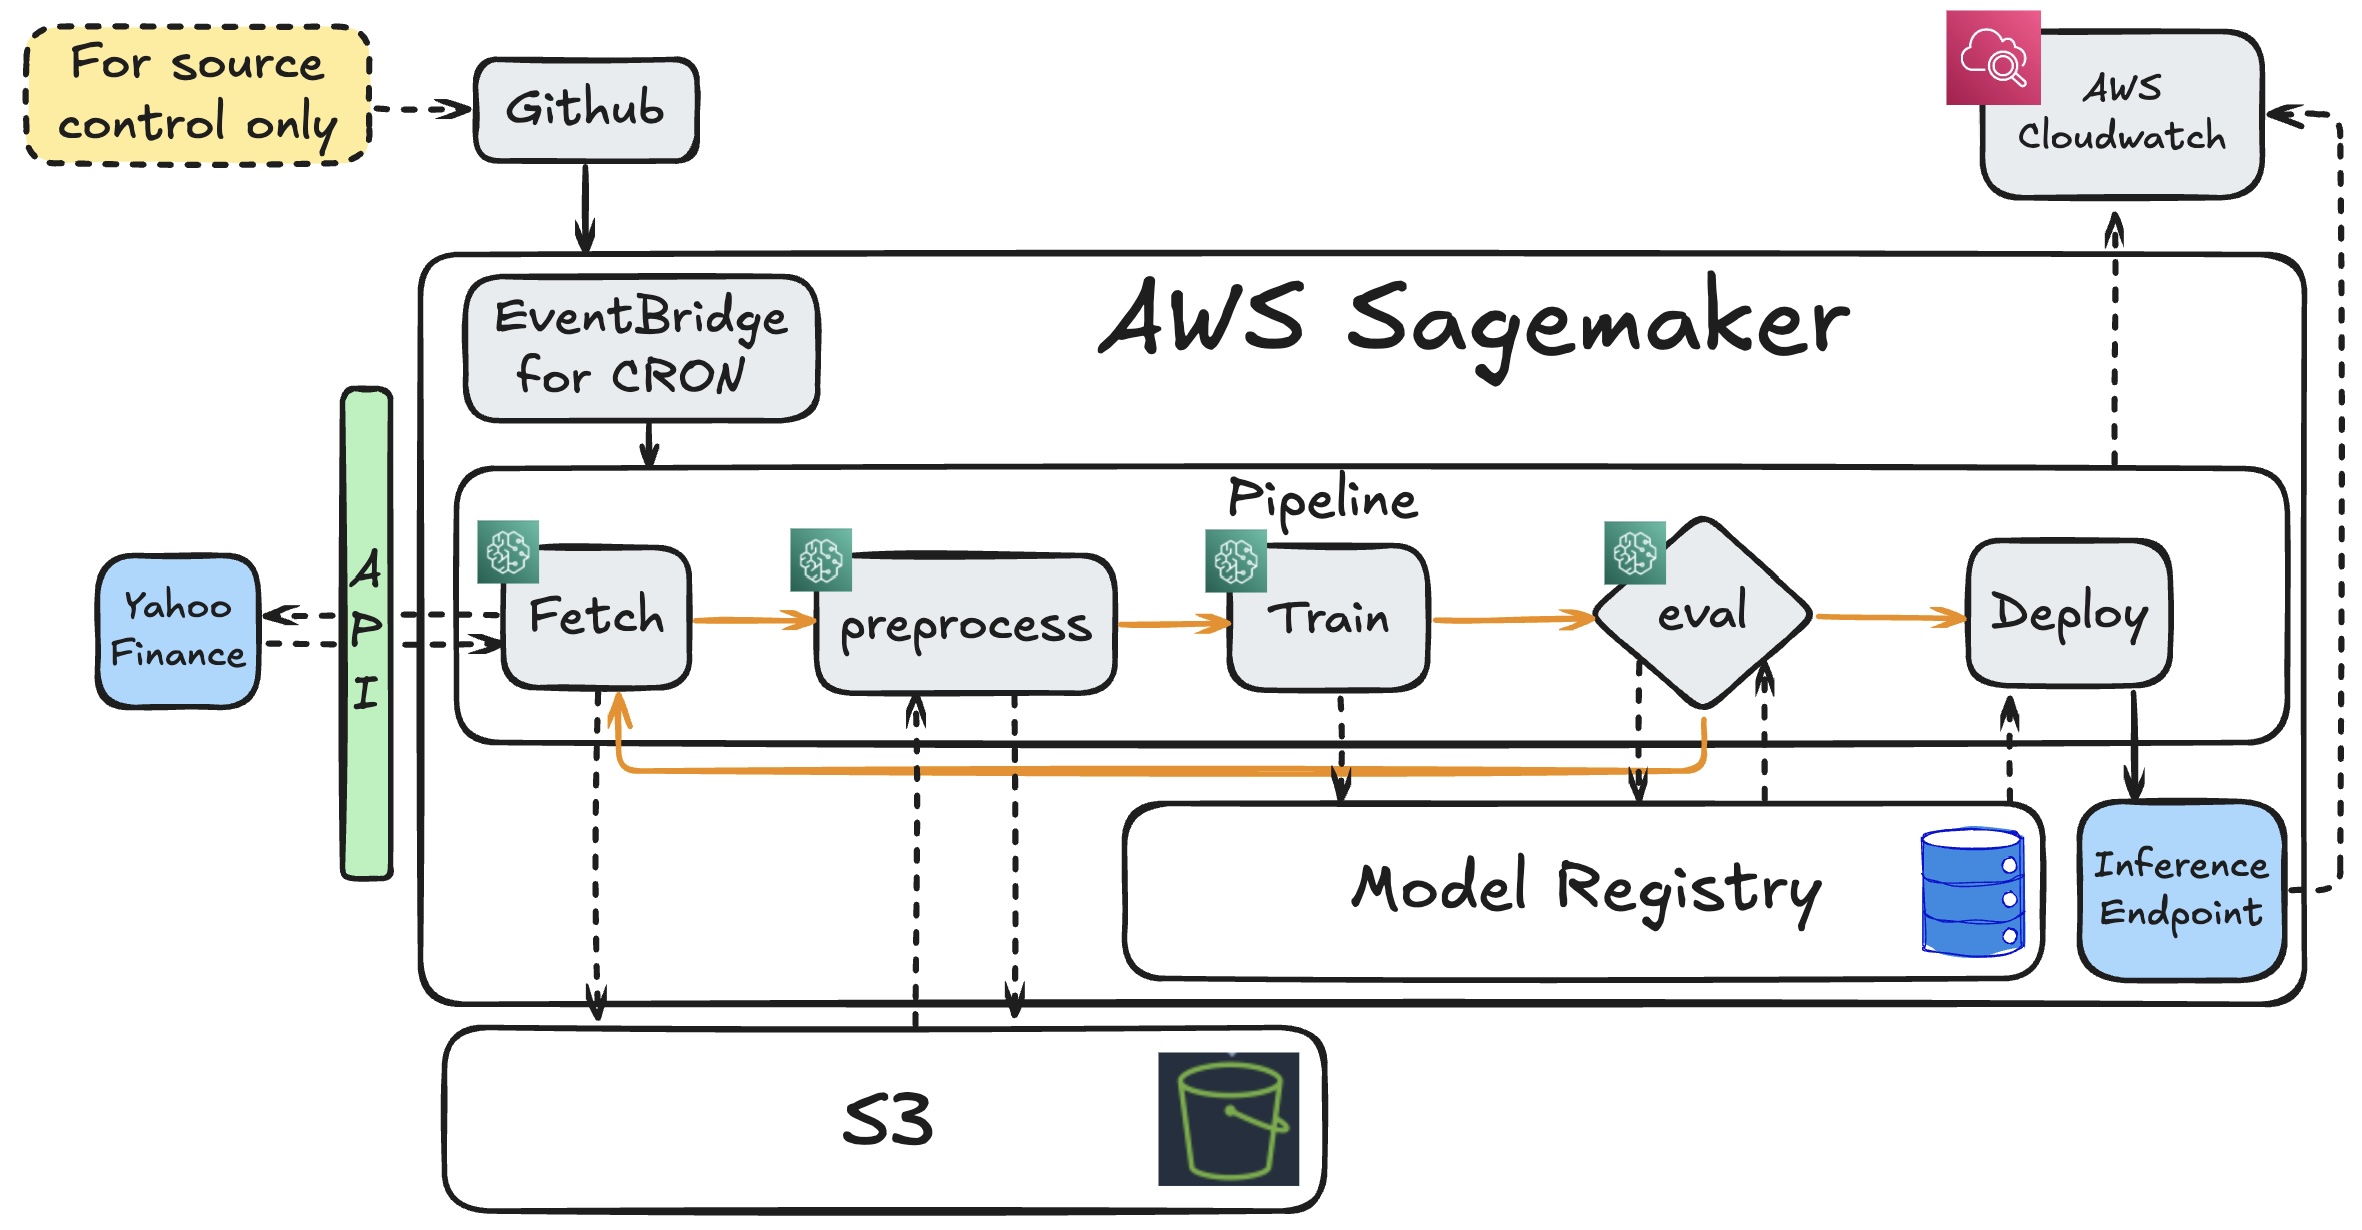 For source
control only
Github
AWS
Cloudwatch
EventBridge
for CRON
AWS Sagemaker
Pipeline
A
P
I
Yahoo
Finance
Fetch
preprocess
Train
eval
Deploy
Model Registry
Inference
Endpoint
S3